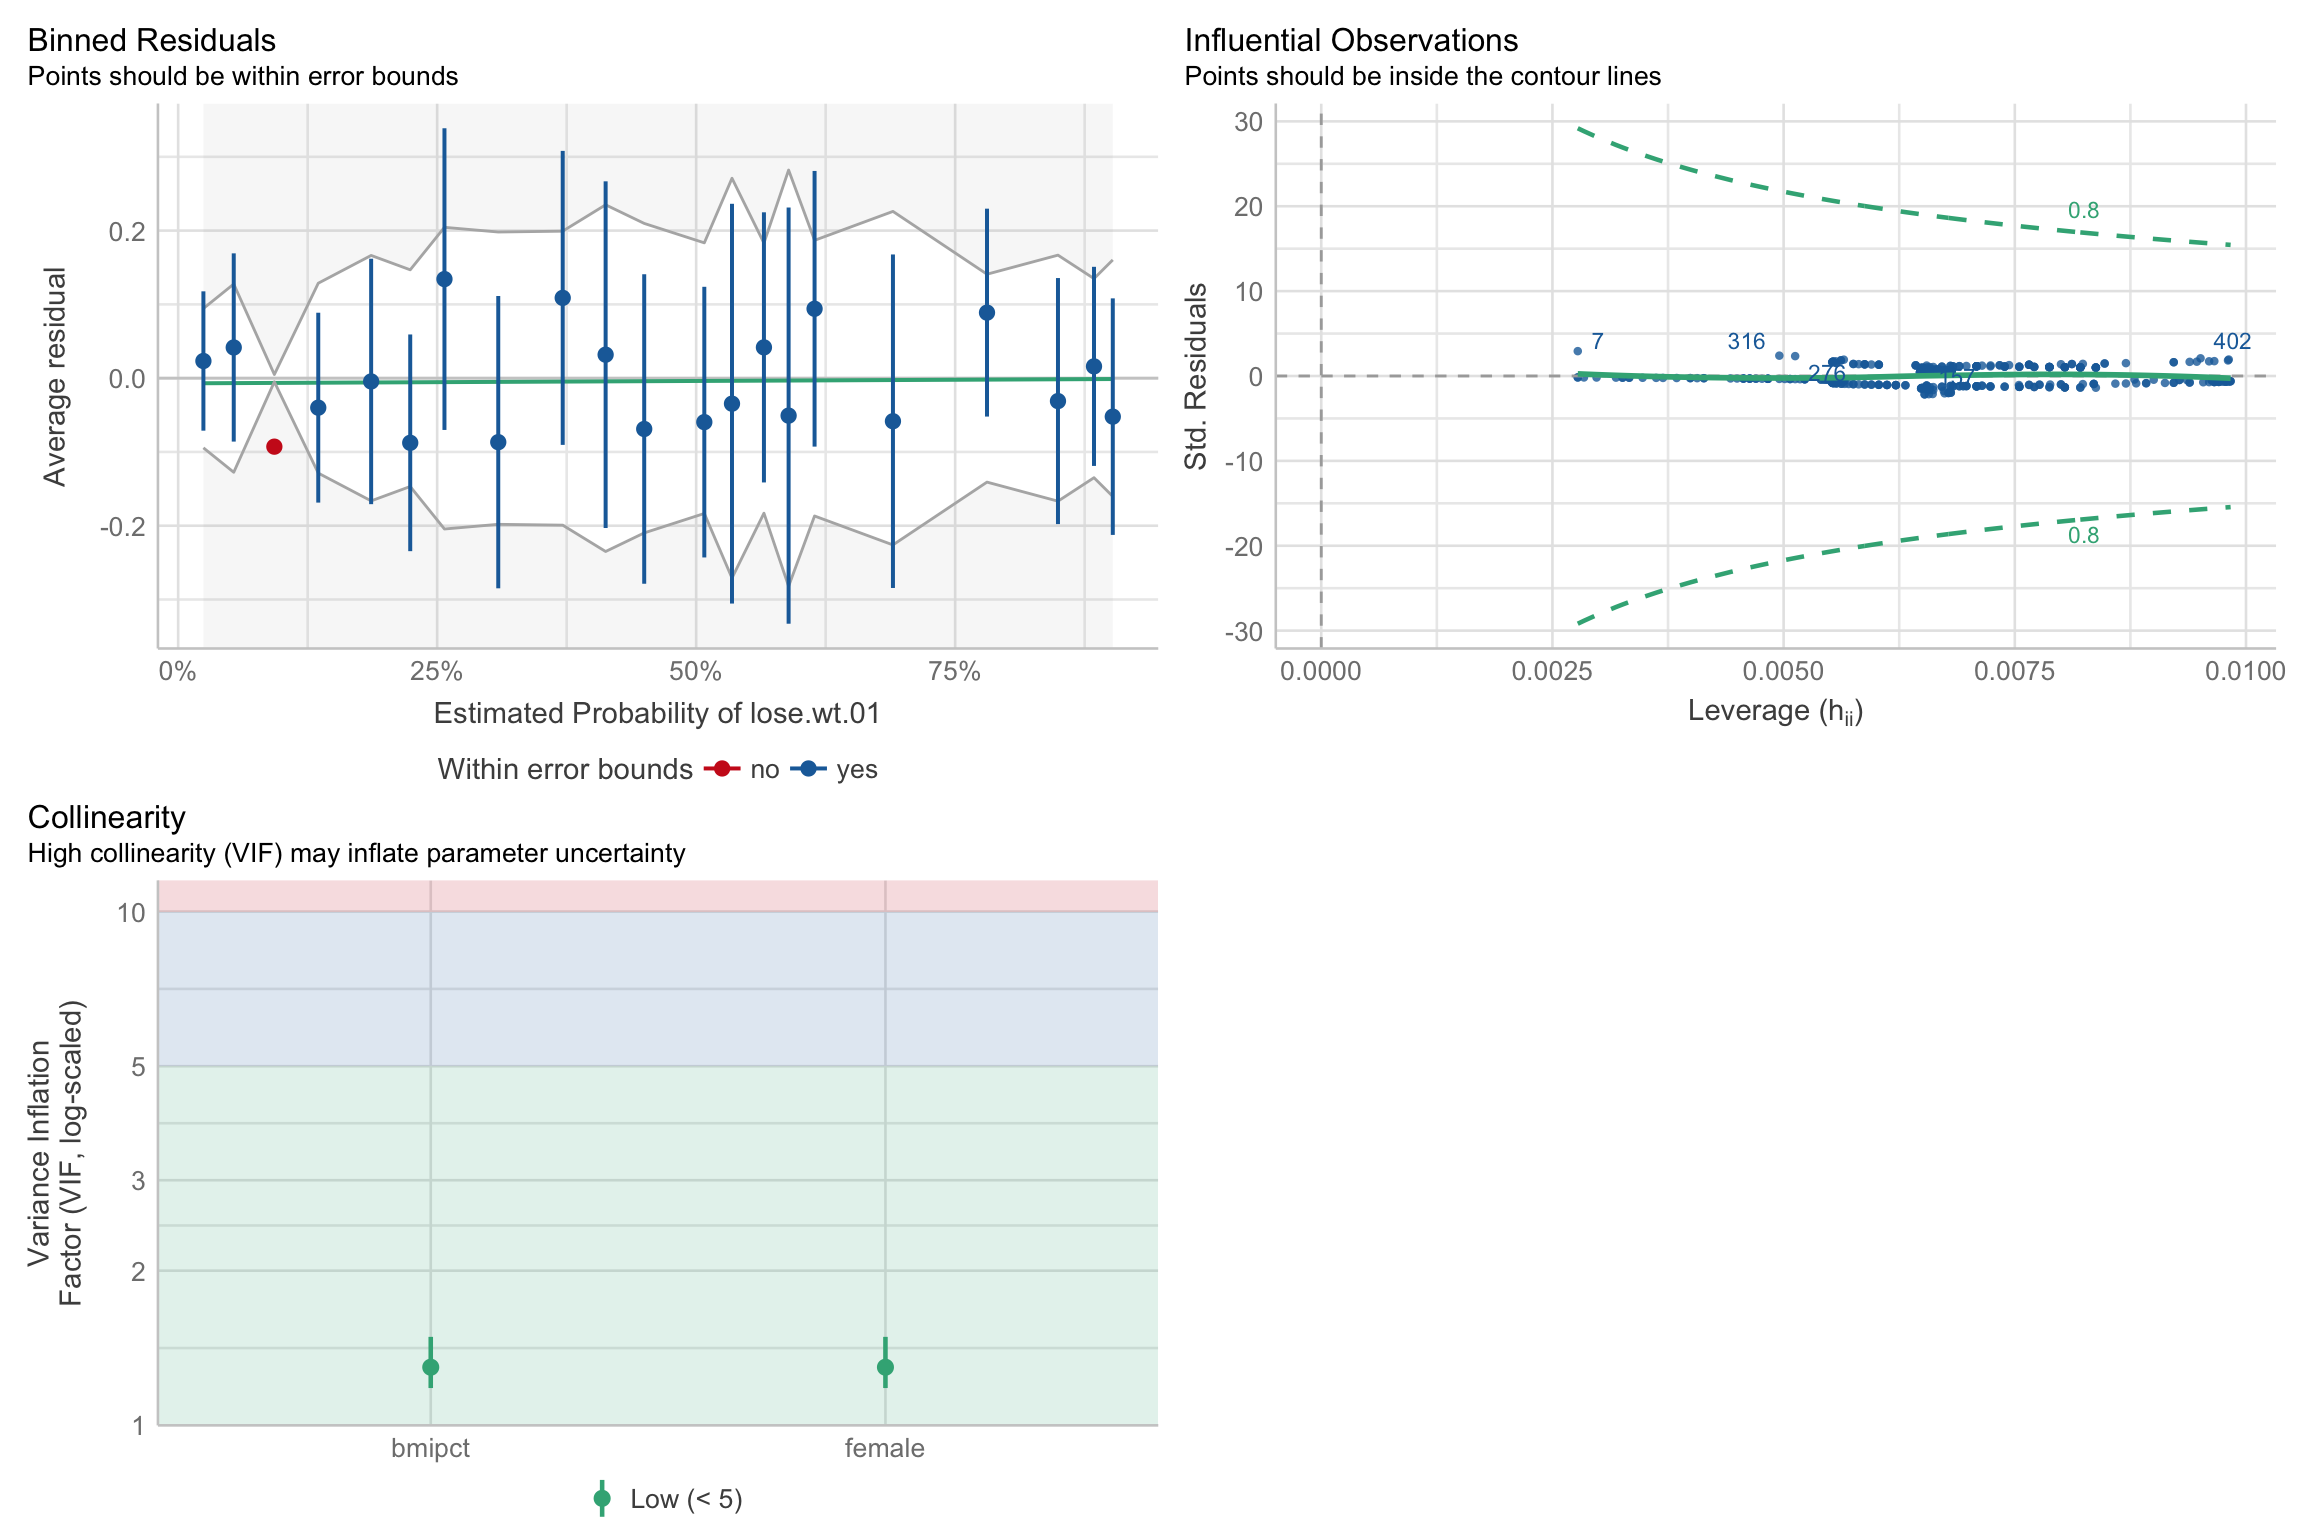 Binned Residuals
Points should be within error bounds
Average residual
0.2
0.0
-0.2
0%
25%
50%
75%
Estimated Probability of lose.wt.01
Within error bounds
no
yes
Influential Observations
Points should be inside the contour lines
Std. Residuals
30
20
10
0
-10
-20
-30
0.8
7
316
402
276
157
0.8
0.0000
0.0025
0.0050
0.0075
0.0100
Leverage (hii)
Collinearity
High collinearity (VIF) may inflate parameter uncertainty
Variance Inflation
Factor (VIF, log-scaled)
10
5
3
2
1
bmipct
female
Low (< 5)